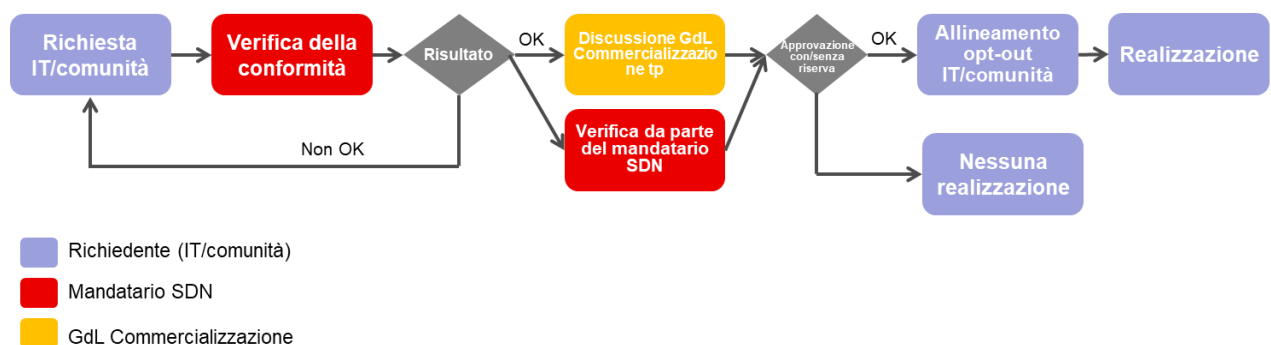 Richiesta
IT/comunità
Verifica della
conformità
Risultato
OK
Non OK
Discussione GdL
Commercializzazio
ne tp
Verifica da parte
del mandatario
SDN
Approvazione
con/senza
riserva
OK
Allineamento
opt-out
IT/comunità
Realizzazione
Nessuna
realizzazione
Richiedente (IT/comunità)
Mandatario SDN
GdL Commercializzazione